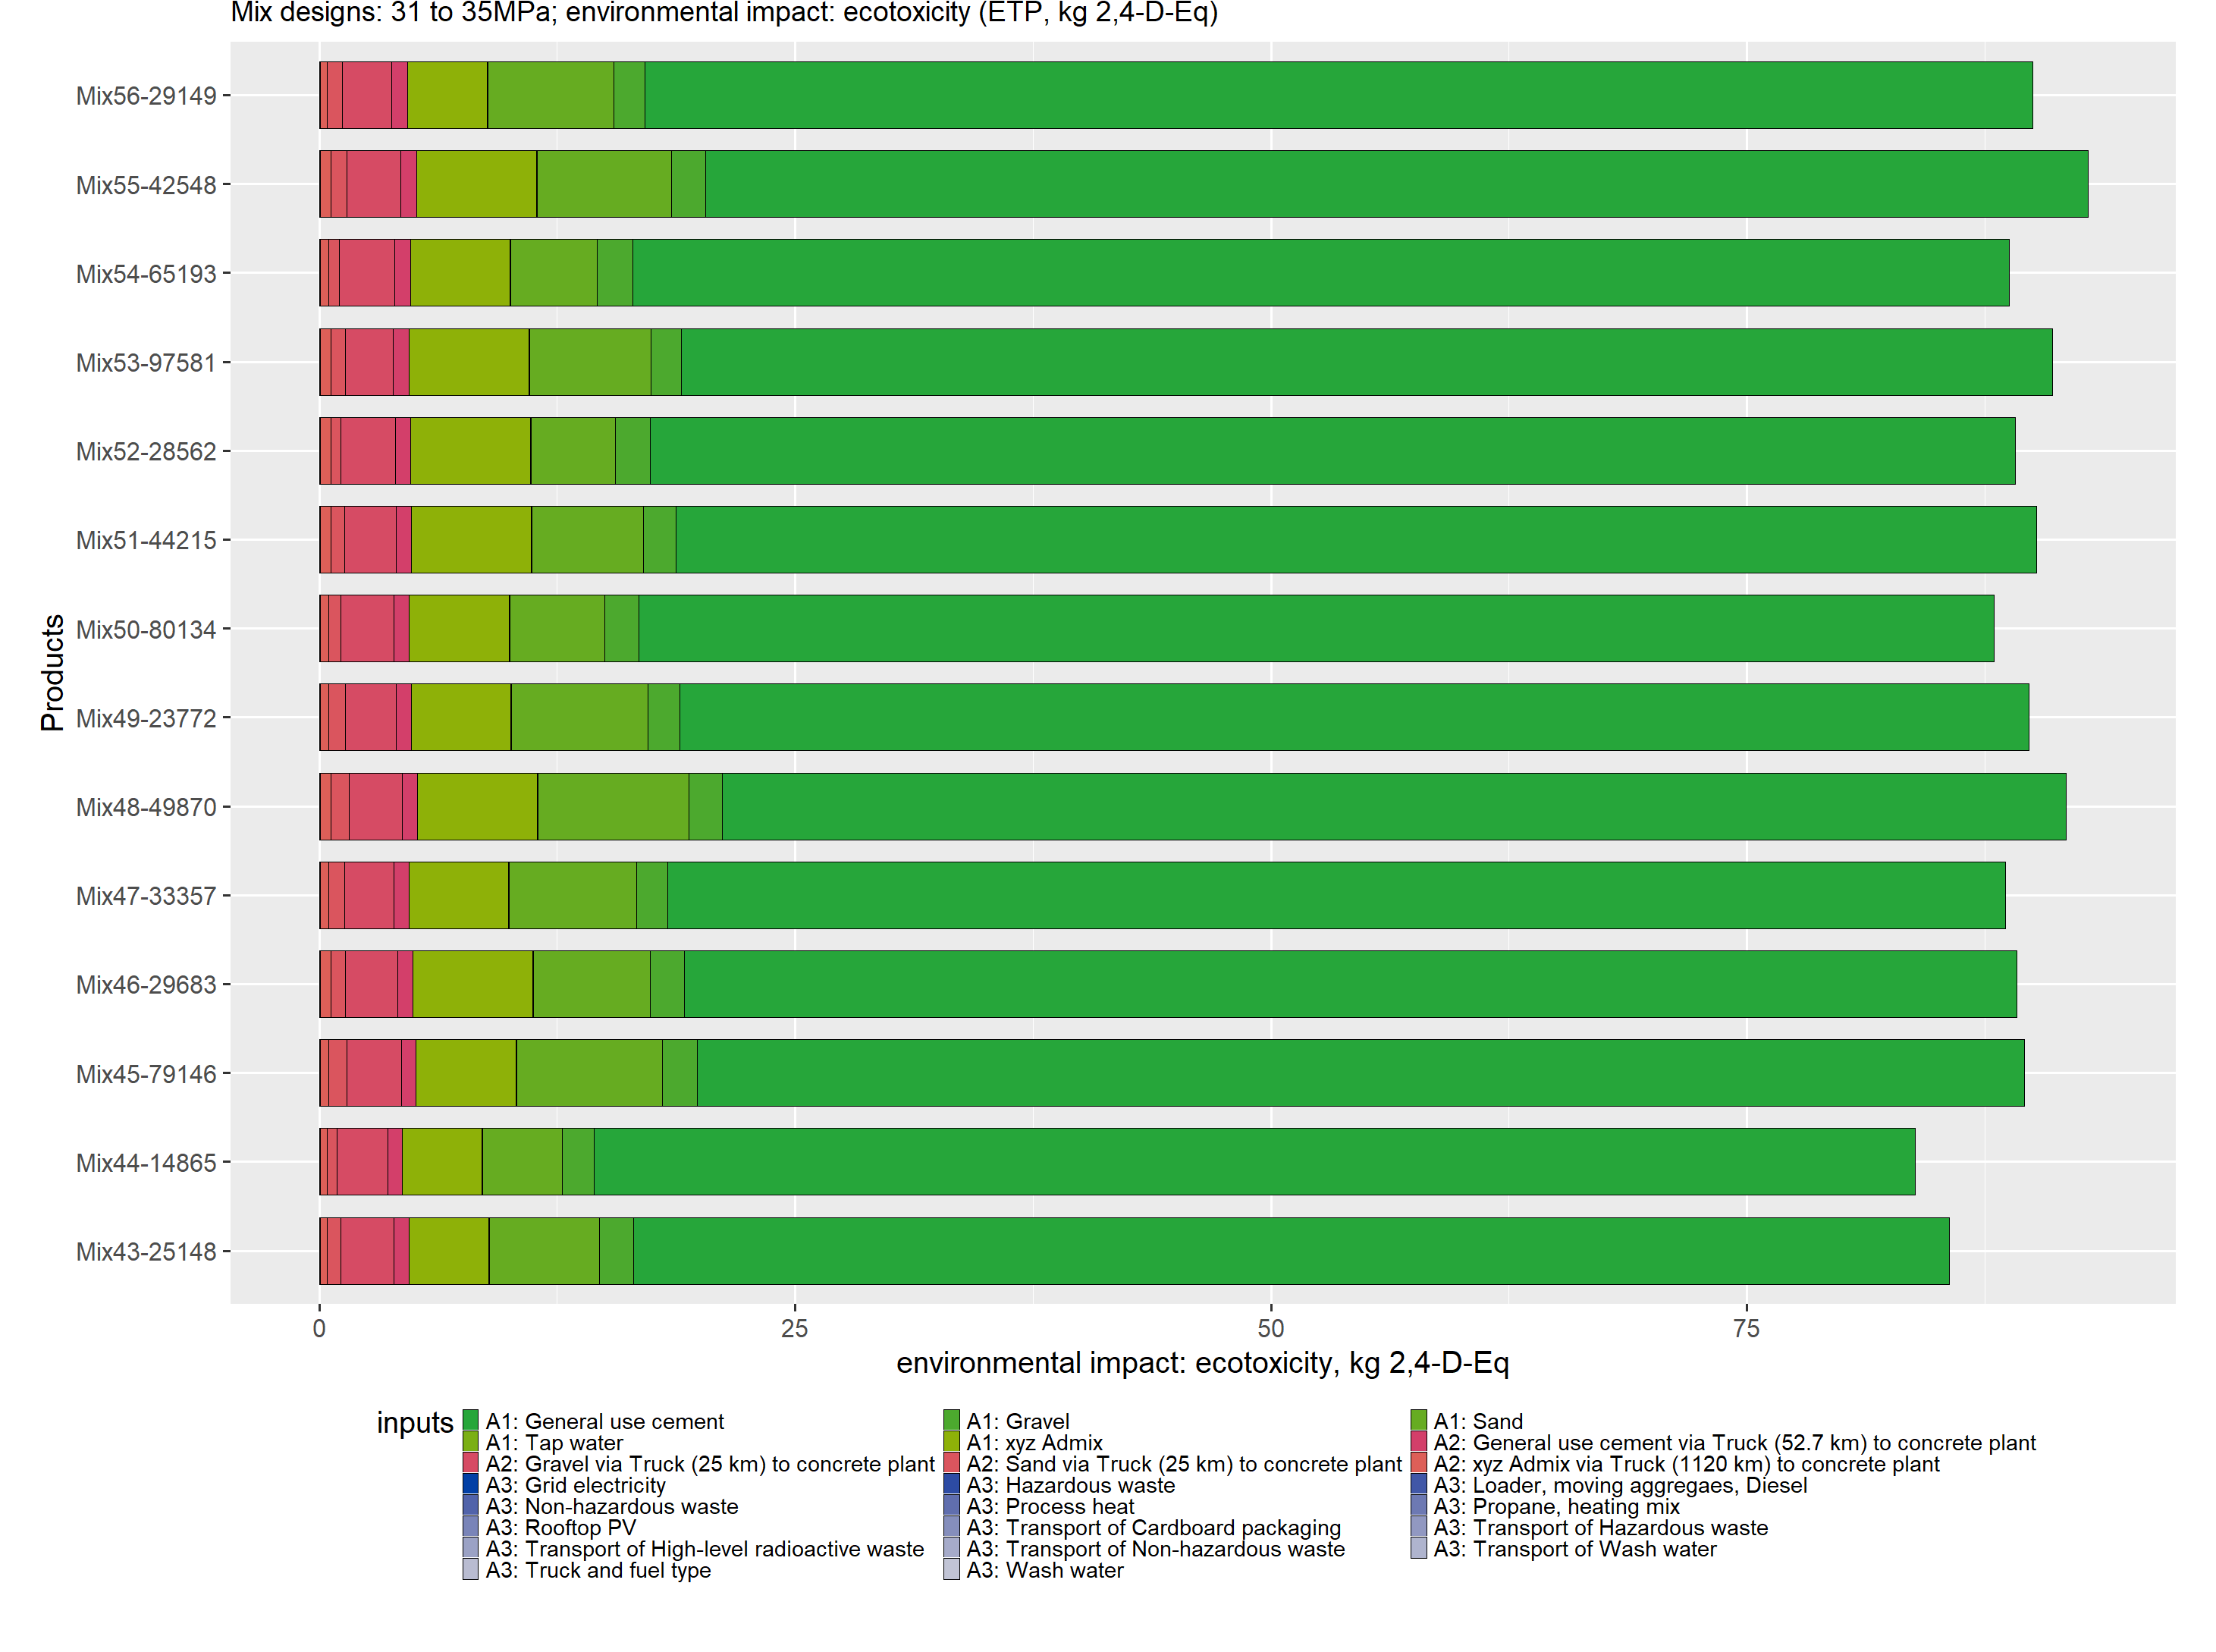 Mix designs: 31 to 35MPa; environmental impact: ecotoxicity (ETP, kg 2,4-D-Eq)
Products
Mix56-29149
Mix55-42548
Mix54-65193
Mix53-97581
Mix52-28562
Mix51-44215
Mix50-80134
Mix49-23772
Mix48-49870
Mix47-33357
Mix46-29683
Mix45-79146
Mix44-14865
Mix43-25148
0 25 50 75
environmental impact: ecotoxicity, kg 2,4-D-Eq
inputs
A1: General use cement A1: Gravel A1: Sand
A1: Tap water A1: xyz Admix A2: General use cement via Truck (52.7 km) to concrete plant
A2: Gravel via Truck (25 km) to concrete plant A2: Sand via Truck (25 km) to concrete plant A2: xyz Admix via Truck (1120 km) to concrete plant
A3: Grid electricity A3: Hazardous waste A3: Loader, moving aggregaes, Diesel
A3: Non-hazardous waste A3: Process heat A3: Propane, heating mix
A3: Rooftop PV A3: Transport of Cardboard packaging A3: Transport of Hazardous waste
A3: Transport of High-level radioactive waste A3: Transport of Non-hazardous waste A3: Transport of Wash water
A3: Truck and fuel type A3: Wash water